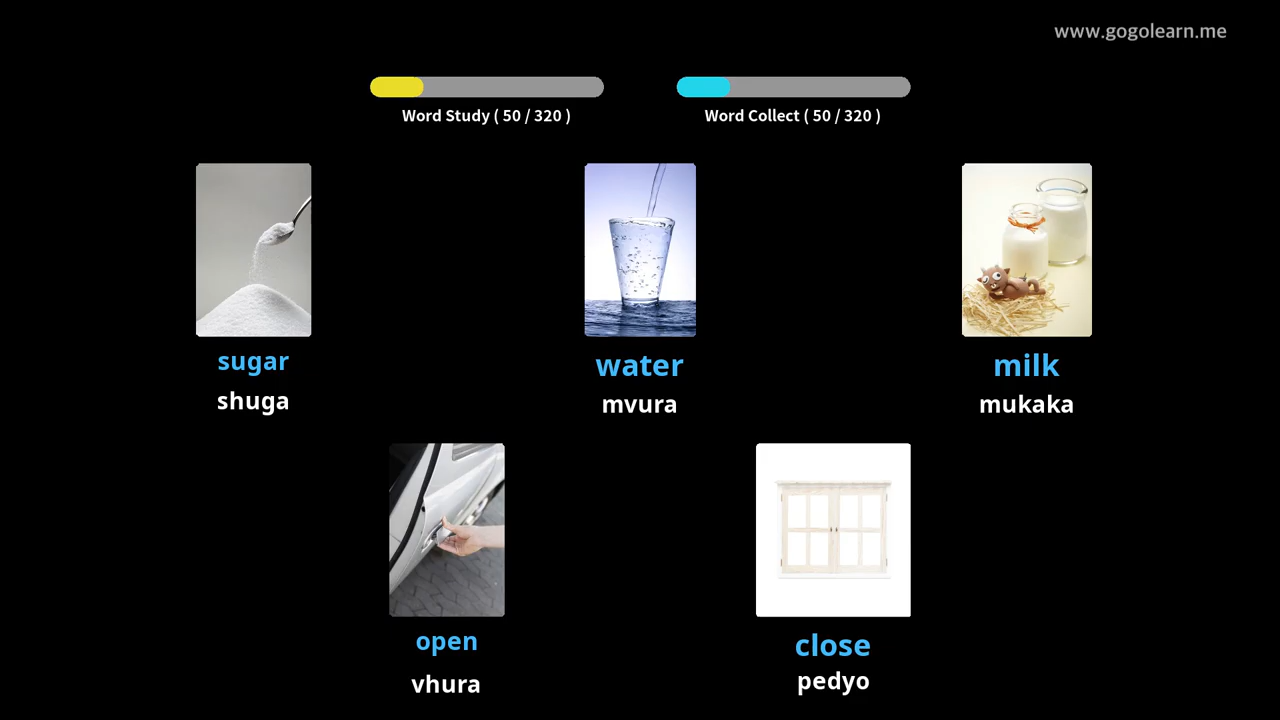 www.gogolearn.me
Word Study ( 50 / 320 )
Word Collect ( 50 / 320 )
sugar
shuga
water
mvura
milk
mukaka
open
vhura
close
pedyo